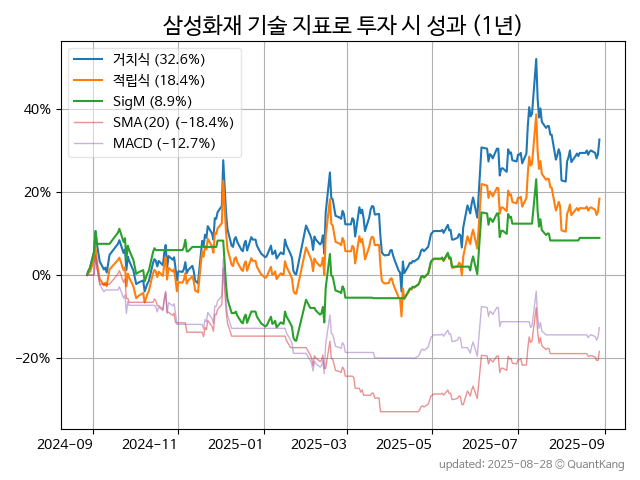 삼성화재 기술 지표로 투자 시 성과 (1년)
거치식 (32.6%)
적립식 (18.4%)
SigM (8.9%)
SMA(20) (−18.4%)
MACD (−12.7%)
40%
20%
0%
−20%
2024-09 2024-11 2025-01 2025-03 2025-05 2025-07 2025-09
updated: 2025-08-28 © QuantKang